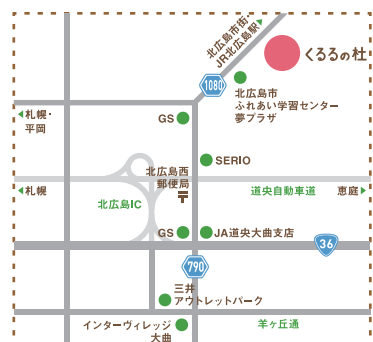 北広島市街・
JR北広島駅
くるるの杜
1080
北広島市
ふれあい学習センター
夢プラザ
札幌・
平岡
GS
SERIO
北広島西
郵便局
札幌
道央自動車道
恵庭
北広島IC
GS
JA道央大曲支店
36
790
三井
アウトレットパーク
インターヴィレッジ
大曲
羊ヶ丘通